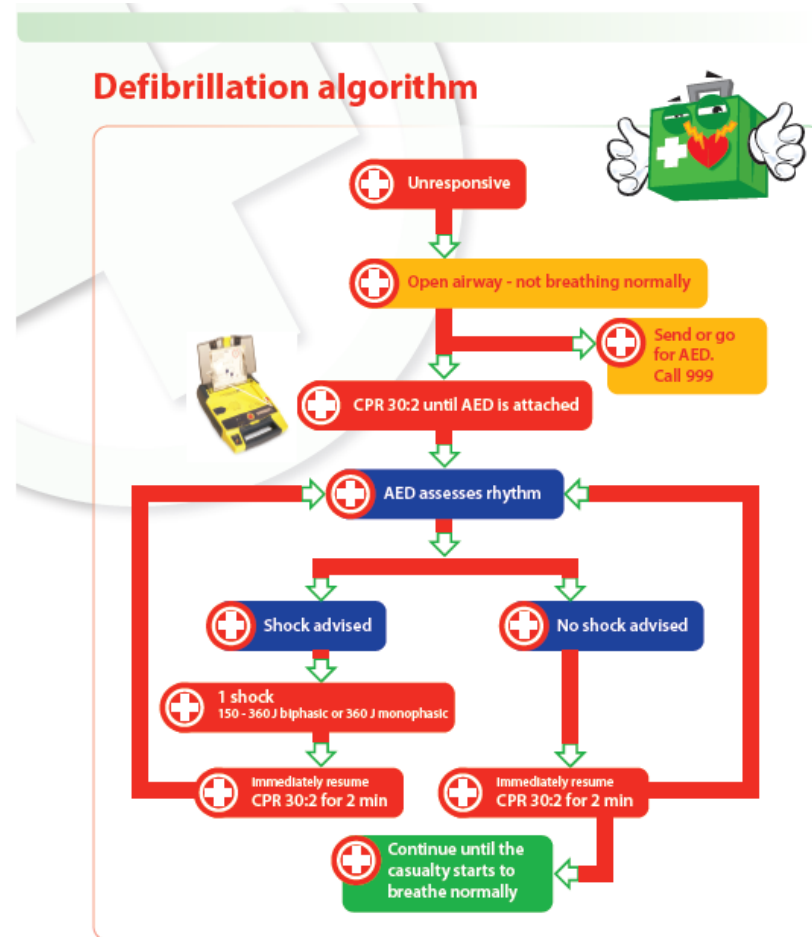 Defibrillation algorithm
Unresponsive
Open airway - not breathing normally
Send or go
for AED.
Call 999
CPR 30:2 until AED is attached
AED assesses rhythm
Shock advised
No shock advised
1 shock
150 - 360 J biphasic or 360 J monophasic
Immediately resume
CPR 30:2 for 2 min
Immediately resume
CPR 30:2 for 2 min
Continue until the
casualty starts to
breathe normally